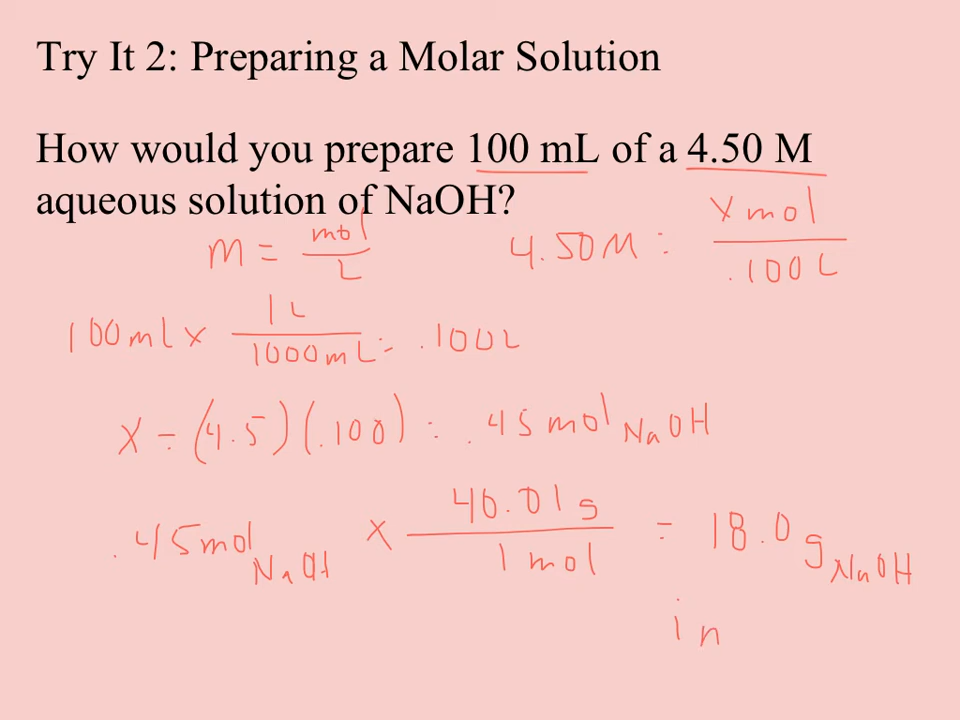 Try It 2: Preparing a Molar Solution
How would you prepare 100 mL of a 4.50 M
aqueous solution of NaOH?
M = mol/L 4.50M = X mol/.100L
100ml x 1L/1000mL = .100L
X = (4.5)(.100) = .45 mol NaOH
.45 mol NaOH x 40.01g/1 mol = 18.0 g NaOH
in